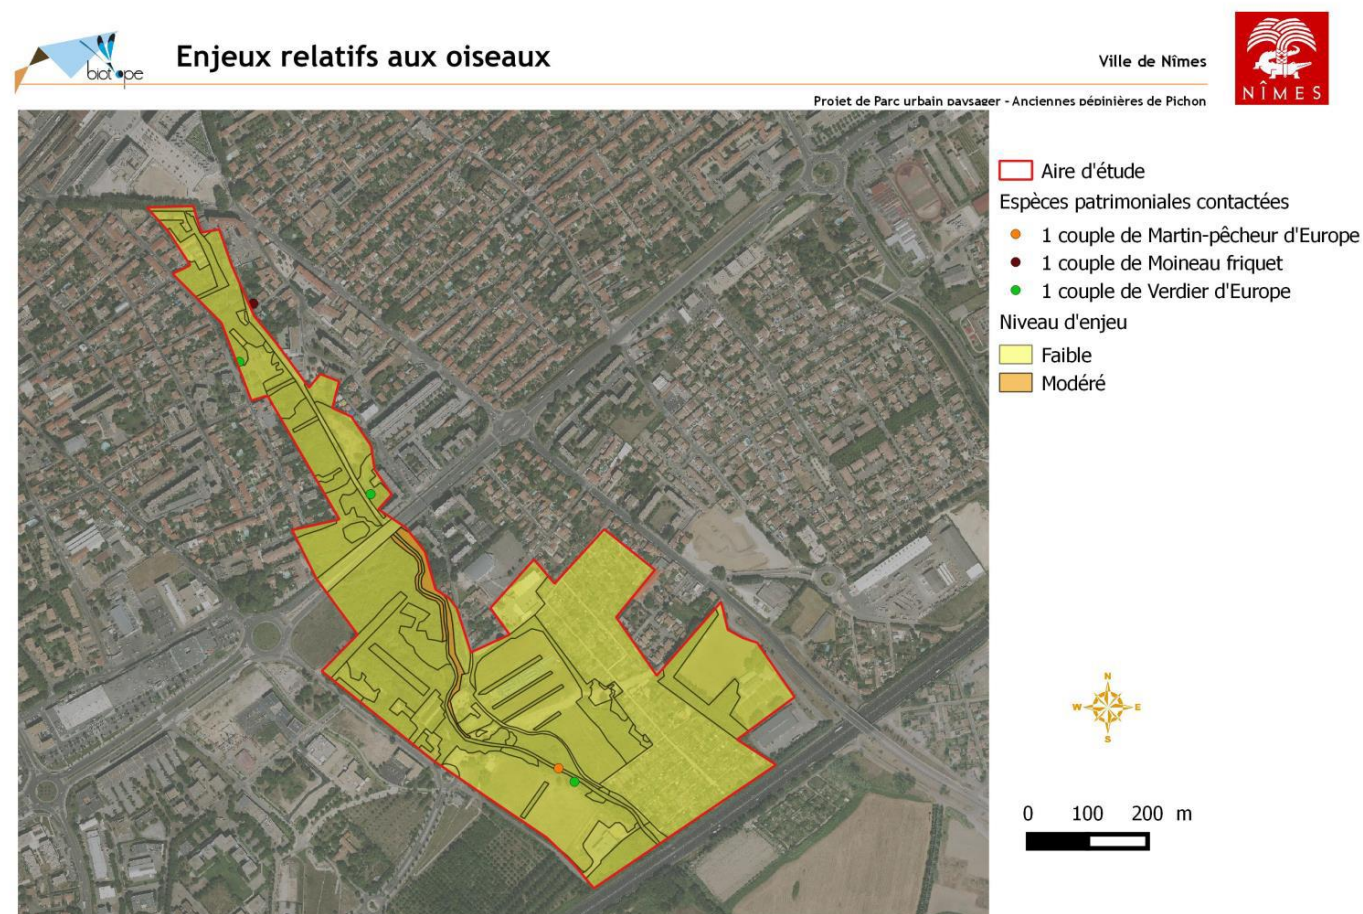 biotope
Enjeux relatifs aux oiseaux
Ville de Nîmes
NÎMES
Projet de Parc urbain paysager - Anciennes pépinières de Pichon
Aire d'étude
Espèces patrimoniales contactées
1 couple de Martin-pêcheur d'Europe
1 couple de Moineau friquet
1 couple de Verdier d'Europe
Niveau d'enjeu
Faible
Modéré
N
W E
S
0 100 200 m